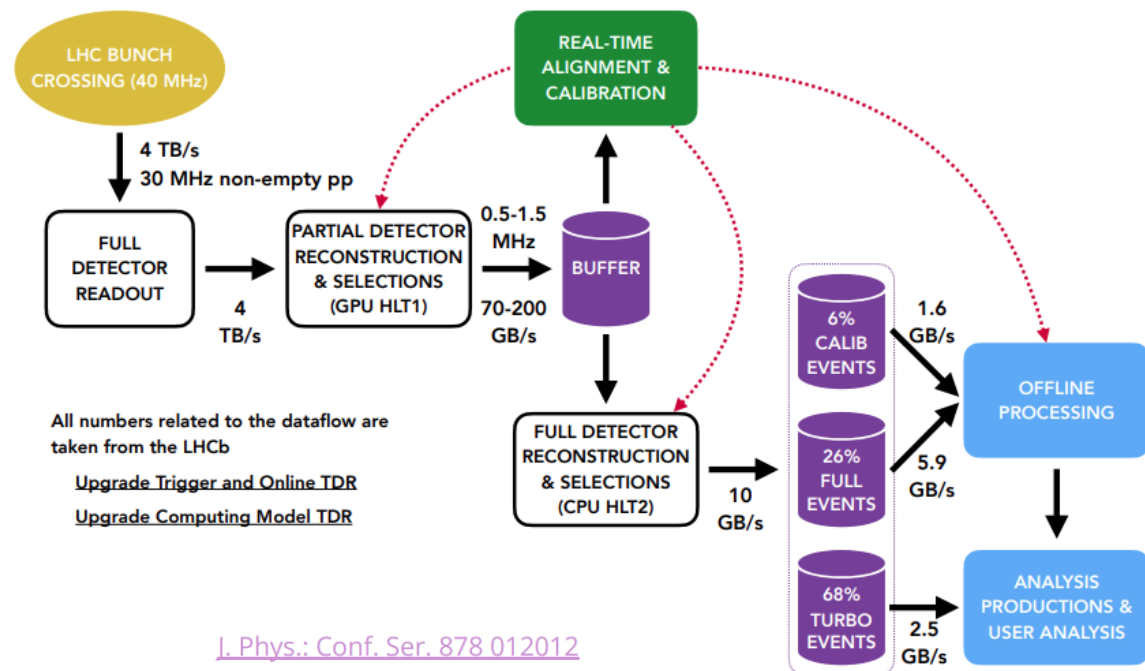 LHC BUNCH
CROSSING (40 MHz)
REAL-TIME
ALIGNMENT &
CALIBRATION
4 TB/s
30 MHz non-empty pp
FULL
DETECTOR
READOUT
4
TB/s
PARTIAL DETECTOR
RECONSTRUCTION
& SELECTIONS
(GPU HLT1)
0.5-1.5
MHz
70-200
GB/s
BUFFER
FULL DETECTOR
RECONSTRUCTION
& SELECTIONS
(CPU HLT2)
10
GB/s
6%
CALIB
EVENTS
1.6
GB/s
26%
FULL
EVENTS
5.9
GB/s
68%
TURBO
EVENTS
2.5
GB/s
OFFLINE
PROCESSING
ANALYSIS
PRODUCTIONS &
USER ANALYSIS
All numbers related to the dataflow are
taken from the LHCb
Upgrade Trigger and Online TDR
Upgrade Computing Model TDR
J. Phys.: Conf. Ser. 878 012012